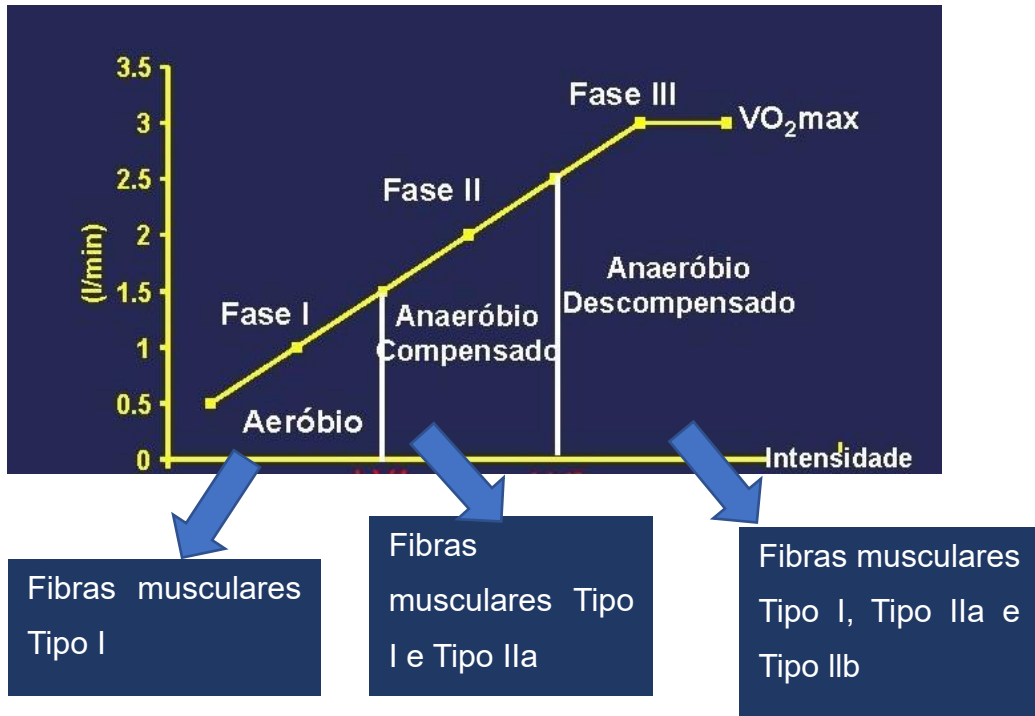 3.5
3
2.5
2
1.5
1
0.5
0
(l/min)
Fase I
Fase II
Fase III
VO₂max
Aeróbio
Anaeróbio
Compensado
Anaeróbio
Descompensado
Intensidade
Fibras musculares
Tipo I
Fibras
musculares Tipo
I e Tipo IIa
Fibras musculares
Tipo I, Tipo IIa e
Tipo llb